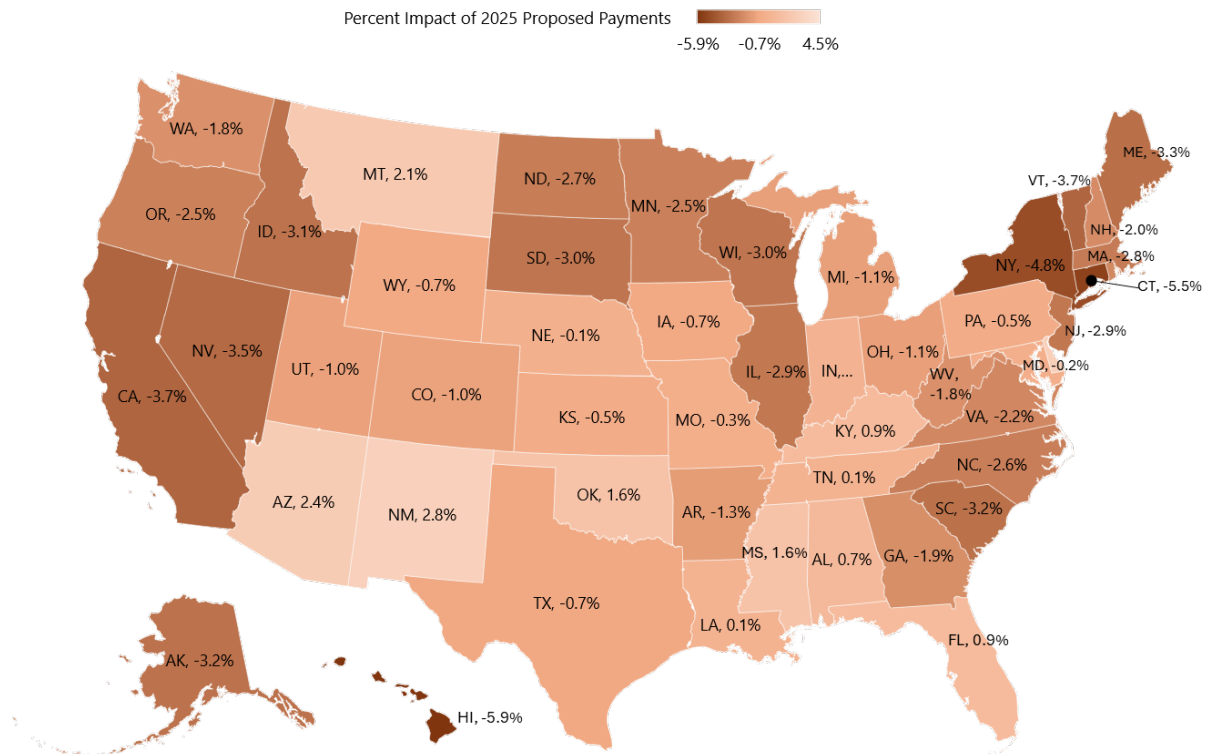 Percent Impact of 2025 Proposed Payments
-5.9% -0.7% 4.5%
WA, -1.8%
MT, 2.1%
ND, -2.7%
ME, -3.3%
VT, -3.7%
OR, -2.5%
ID, -3.1%
MN, -2.5%
NH, -2.0%
SD, -3.0%
WI, -3.0%
NY, -4.8%
MA, -2.8%
WY, -0.7%
MI, -1.1%
CT, -5.5%
NE, -0.1%
IA, -0.7%
PA, -0.5%
NJ, -2.9%
NV, -3.5%
UT, -1.0%
OH, -1.1%
MD, -0.2%
CA, -3.7%
CO, -1.0%
IL, -2.9%
IN,...
WV,
-1.8%
KS, -0.5%
MO, -0.3%
VA, -2.2%
KY, 0.9%
NC, -2.6%
TN, 0.1%
AZ, 2.4%
NM, 2.8%
OK, 1.6%
AR, -1.3%
SC, -3.2%
MS, 1.6%
AL, 0.7%
GA, -1.9%
TX, -0.7%
LA, 0.1%
FL, 0.9%
AK, -3.2%
HI, -5.9%